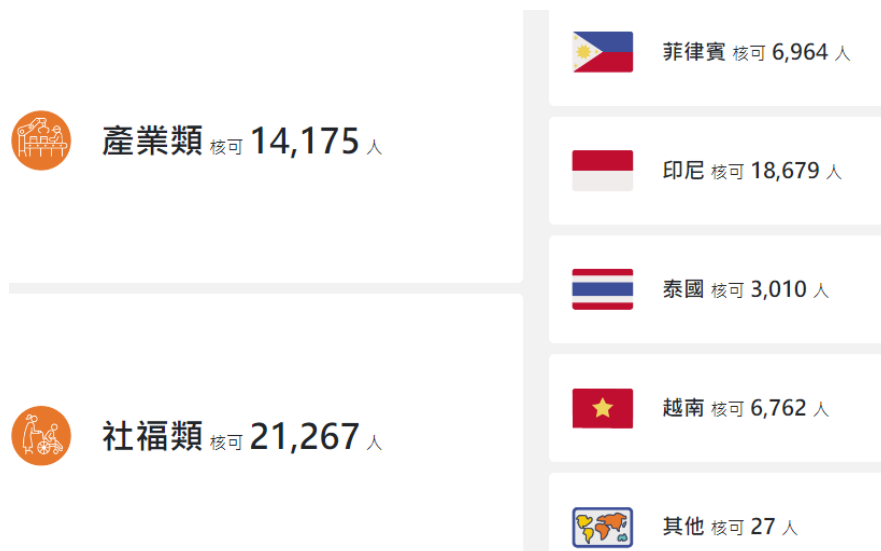 產業類 核可 14,175 人
社福類 核可 21,267 人
菲律賓 核可 6,964 人
印尼 核可 18,679 人
泰國 核可 3,010 人
越南 核可 6,762 人
其他 核可 27 人